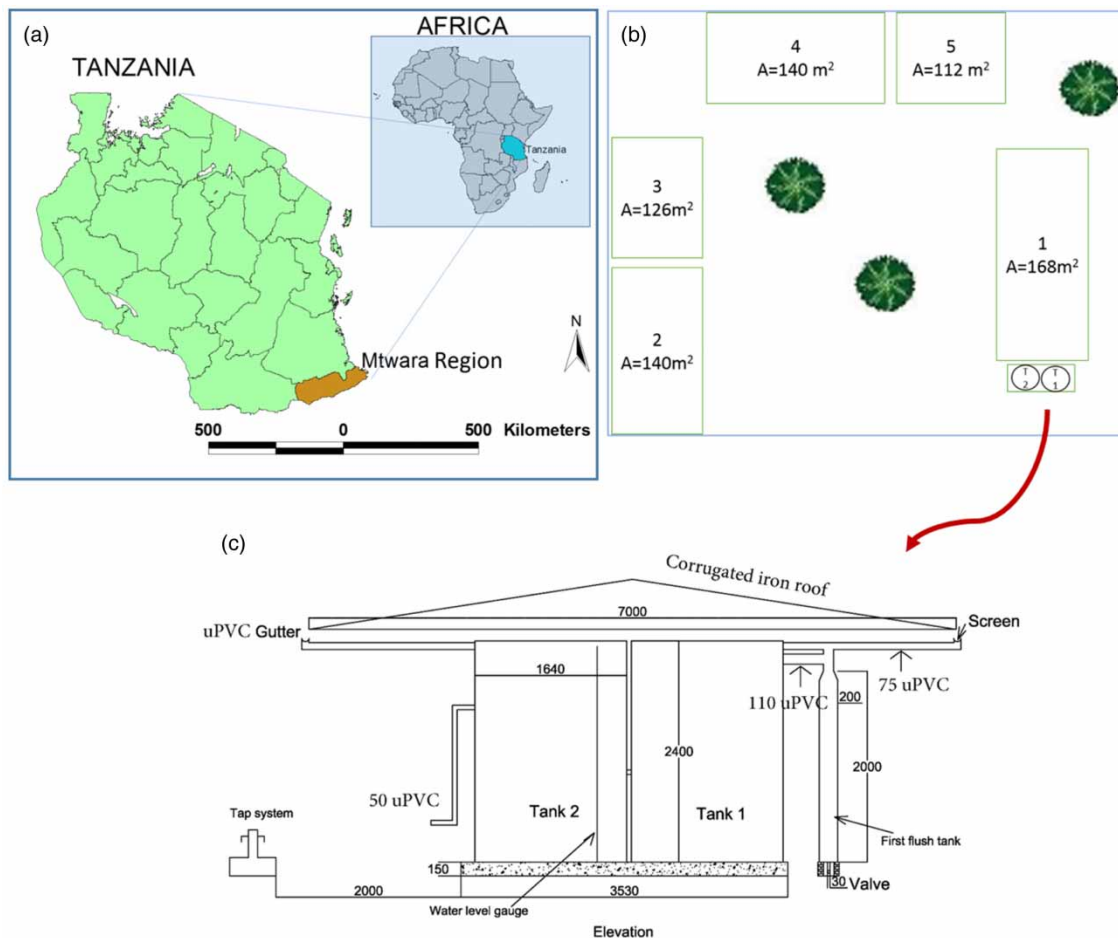 (a)
AFRICA
TANZANIA
Tanzania
Mtwara Region
N
500 0 500 Kilometers
(b)
4
A=140 m²
5
A=112 m²
3
A=126m²
1
A=168m²
2
A=140m²
T
2
T
1
(c)
Corrugated iron roof
7000
uPVC Gutter
Screen
1640
110 uPVC
75 uPVC
200
2400
2000
50 uPVC
Tank 2
Tank 1
Tap system
First flush tank
150
30
Valve
2000
3530
Water level gauge
Elevation